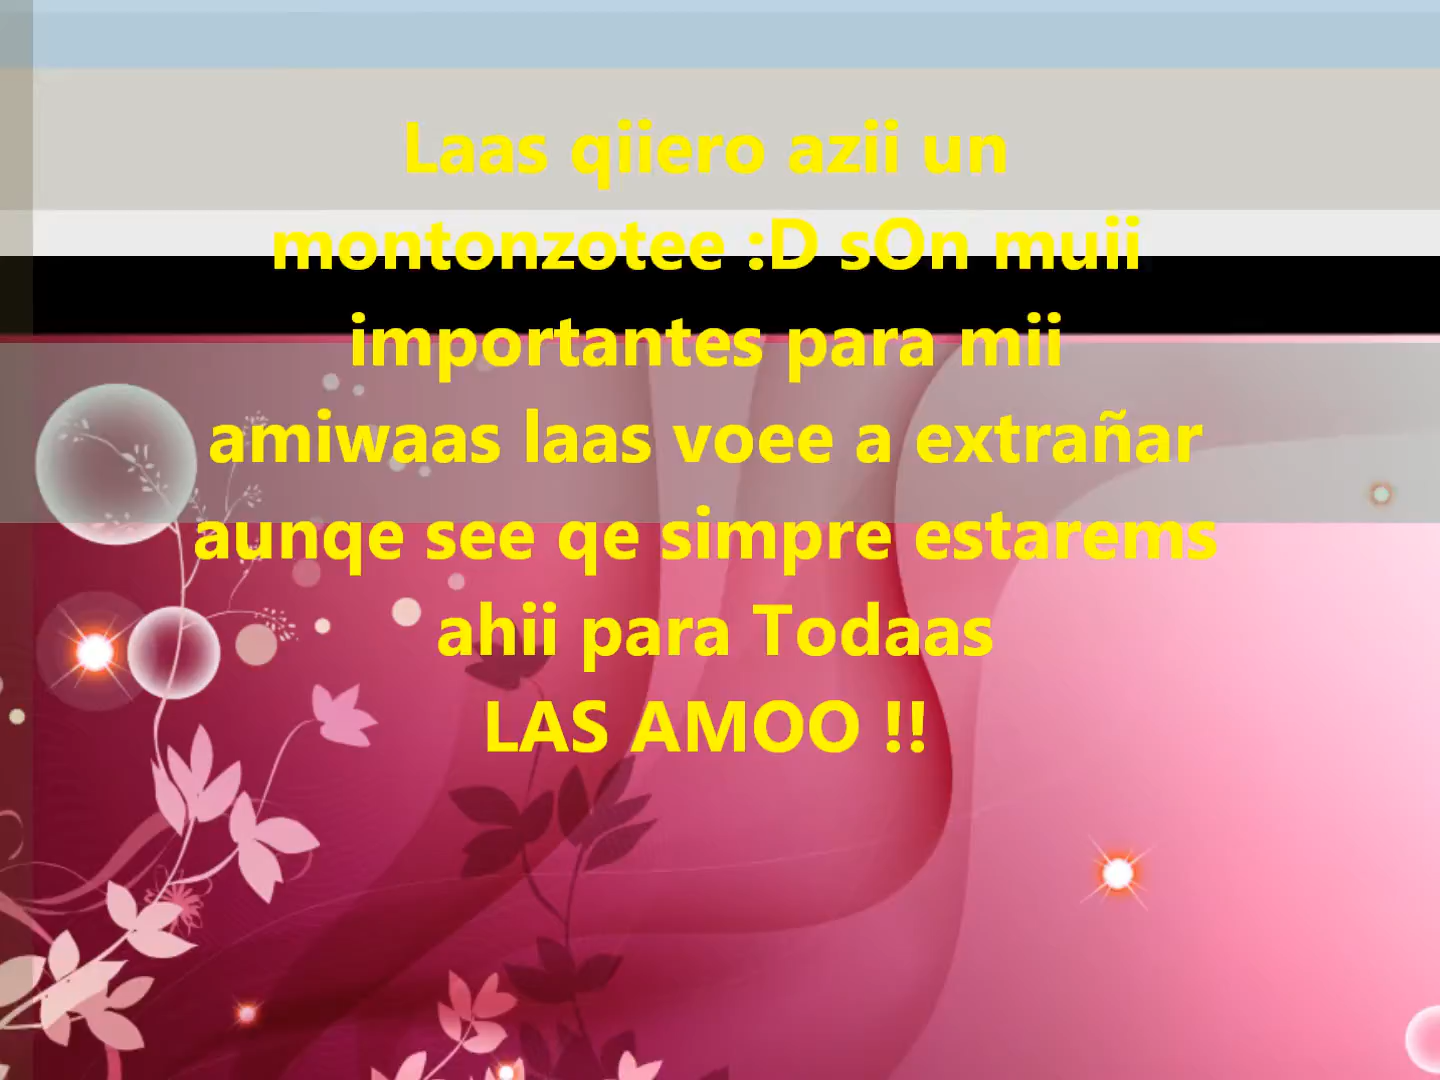 Laas qiiero azii un
montonzotee :D sOn muii
importantes para mii
amiwaas laas voee a extrañar
aunqe see qe simpre estarems
ahii para Todaas
LAS AMOO !!